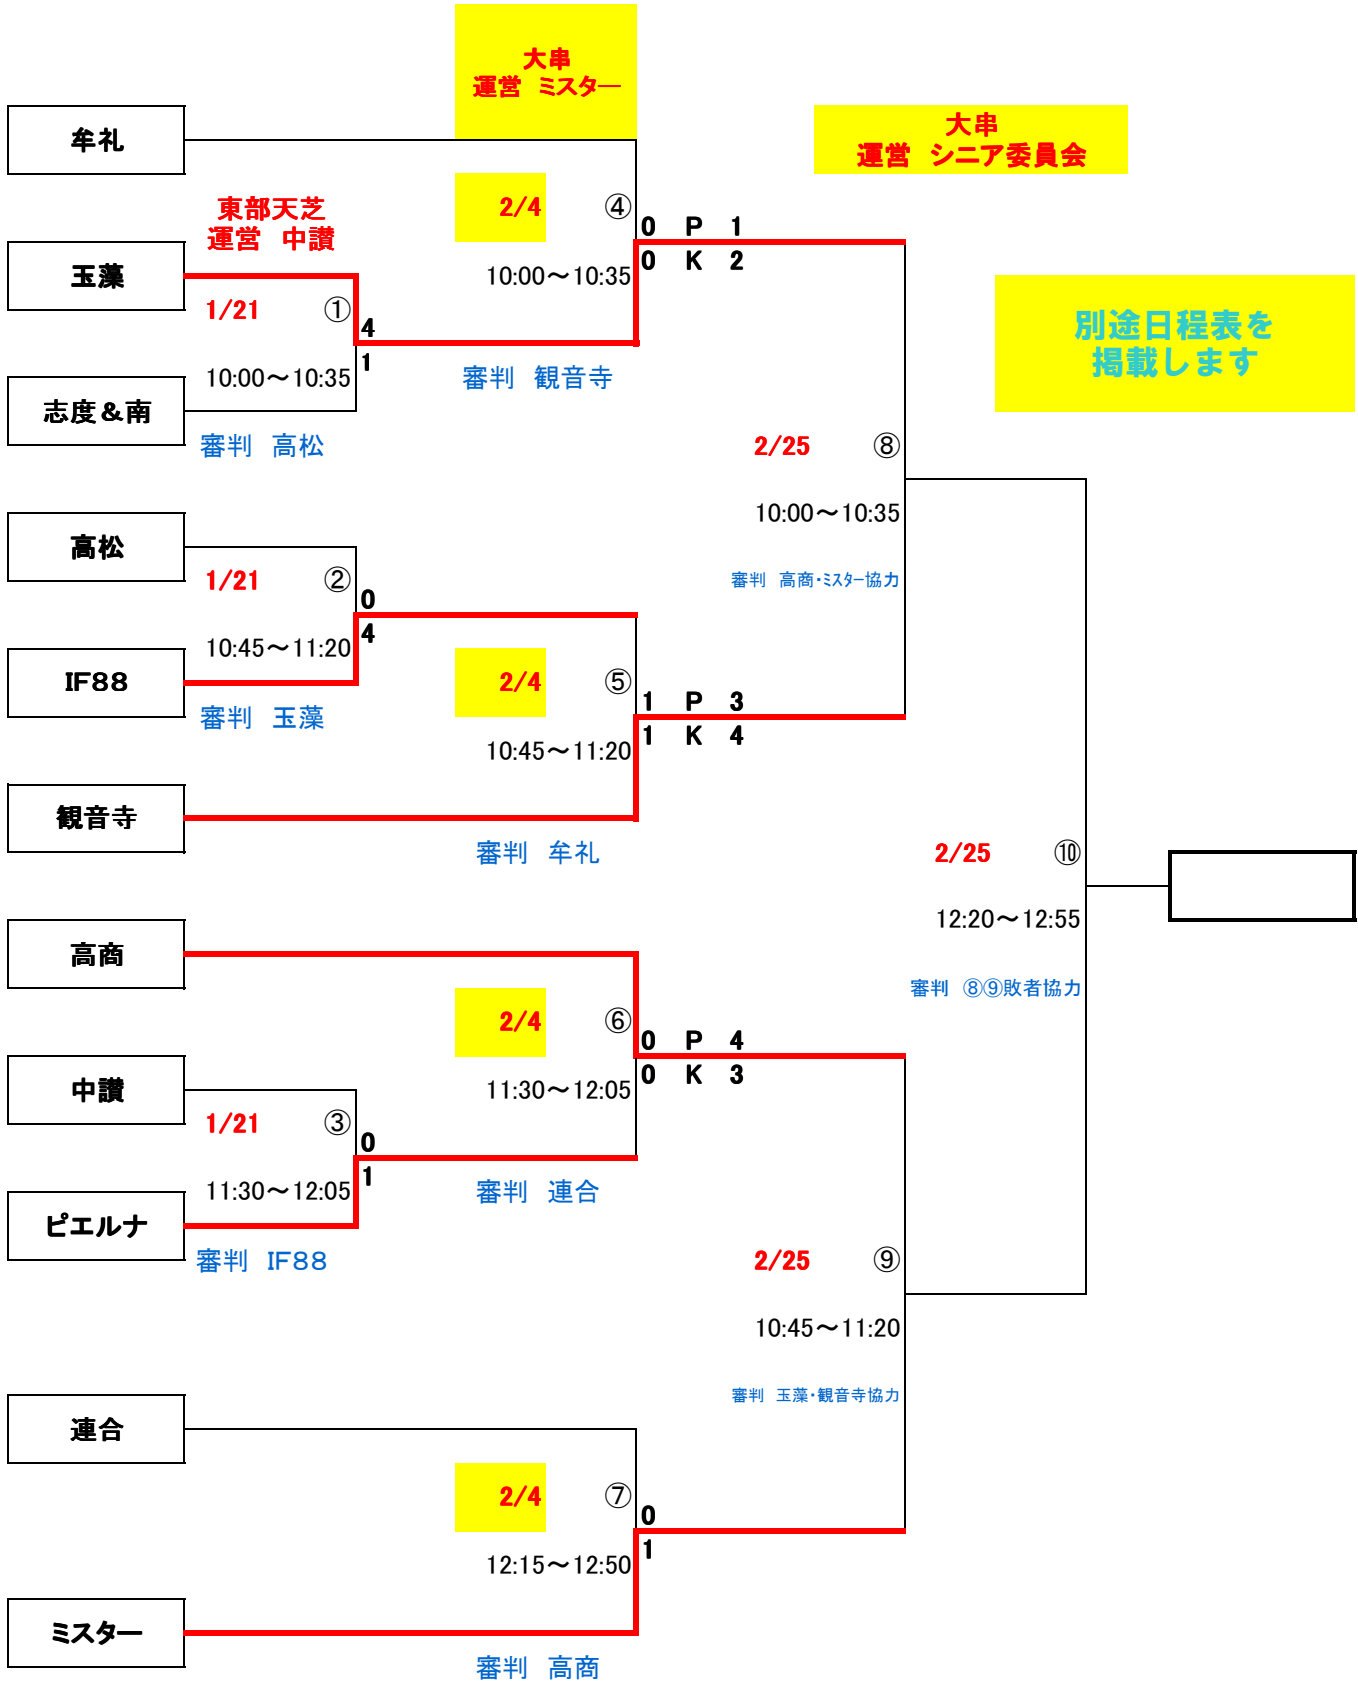 大串
運営 ミスター
大串
運営 シニア委員会
牟礼
東部天芝
運営 中讃
2/4 ④
0 P 1
0 K 2
玉藻
10:00～10:35
1/21 ①
4
1
別途日程表を
掲載します
10:00～10:35
審判 観音寺
志度&南
審判 高松
2/25 ⑧
10:00～10:35
高松
1/21 ②
0
4
審判 高商・ミスター協力
10:45～11:20
IF88
2/4 ⑤
1 P 3
1 K 4
審判 玉藻
10:45～11:20
観音寺
審判 牟礼
2/25 ⑩
12:20～12:55
高商
審判 ⑧⑨敗者協力
2/4 ⑥
0 P 4
0 K 3
中讃
11:30～12:05
1/21 ③
0
1
11:30～12:05
審判 連合
ピエルナ
審判 IF88
2/25 ⑨
10:45～11:20
審判 玉藻・観音寺協力
連合
2/4 ⑦
0
1
12:15～12:50
ミスター
審判 高商